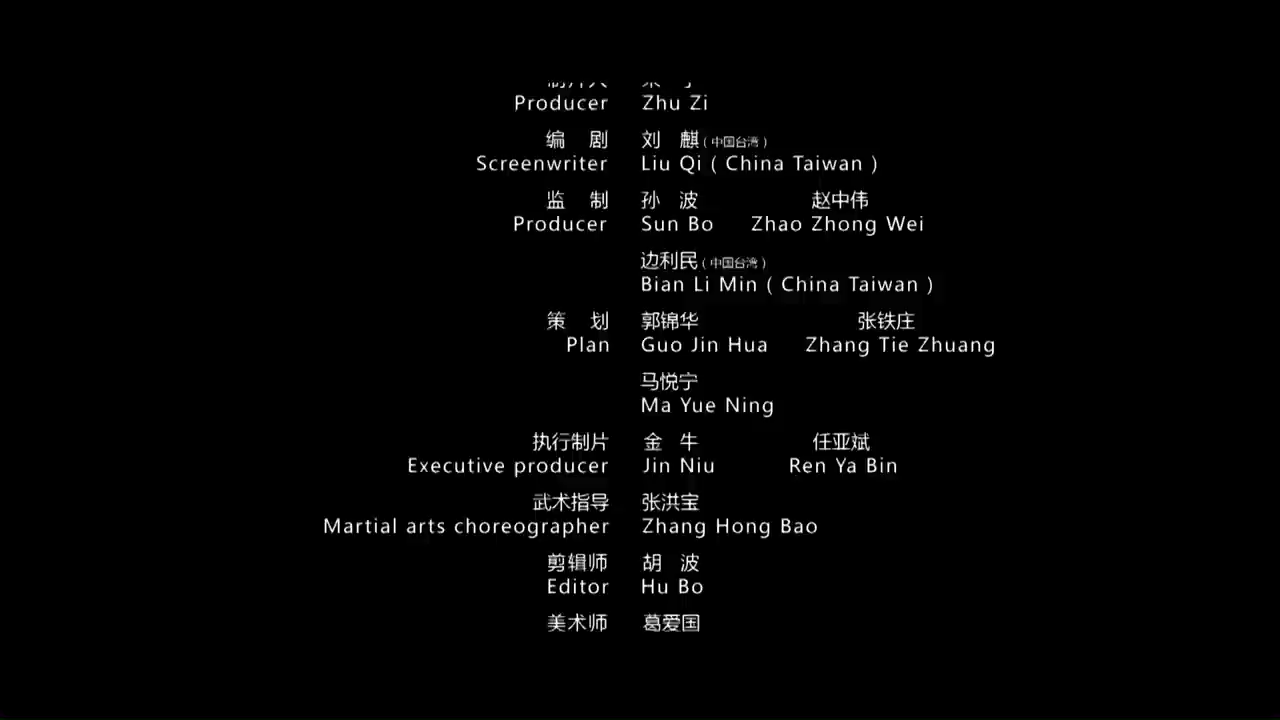 Producer Zhu Zi
编 剧 刘 麒（中国台湾）
Screenwriter Liu Qi ( China Taiwan )
监 制 孙 波 赵中伟
Producer Sun Bo Zhao Zhong Wei
边利民（中国台湾）
Bian Li Min ( China Taiwan )
策 划 郭锦华 张铁庄
Plan Guo Jin Hua Zhang Tie Zhuang
马悦宁
Ma Yue Ning
执行制片 金 牛 任亚斌
Executive producer Jin Niu Ren Ya Bin
武术指导 张洪宝
Martial arts choreographer Zhang Hong Bao
剪辑师 胡 波
Editor Hu Bo
美术师 葛爱国